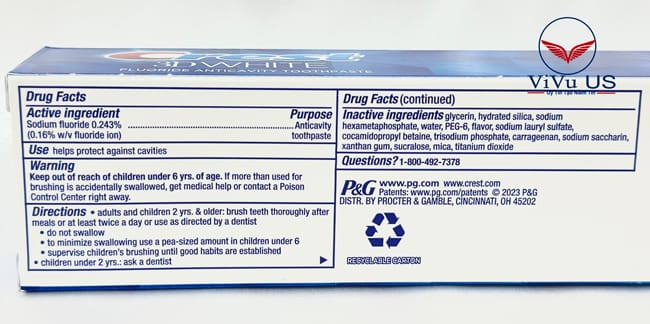 Crest
3D WHITE
FLUORIDE ANTICAVITY TOOTHPASTE
ViVu US
Uy Tín Tạo Niềm Tin
Drug Facts
Active ingredient Purpose
Sodium fluoride 0.243% Anticavity
(0.16% w/v fluoride ion) toothpaste
Use helps protect against cavities
Warning
Keep out of reach of children under 6 yrs. of age. If more than used for
brushing is accidentally swallowed, get medical help or contact a Poison
Control Center right away.
Directions • adults and children 2 yrs. & older: brush teeth thoroughly after
meals or at least twice a day or use as directed by a dentist
• do not swallow
• to minimize swallowing use a pea-sized amount in children under 6
• supervise children's brushing until good habits are established
• children under 2 yrs.: ask a dentist
Drug Facts (continued)
Inactive ingredients glycerin, hydrated silica, sodium
hexametaphosphate, water, PEG-6, flavor, sodium lauryl sulfate,
cocamidopropyl betaine, trisodium phosphate, carrageenan, sodium saccharin,
xanthan gum, sucralose, mica, titanium dioxide
Questions? 1-800-492-7378
P&G www.pg.com www.crest.com
Patents: www.pg.com/patents © 2023 P&G
DISTR. BY PROCTER & GAMBLE, CINCINNATI, OH 45202
RECYCLABLE CARTON